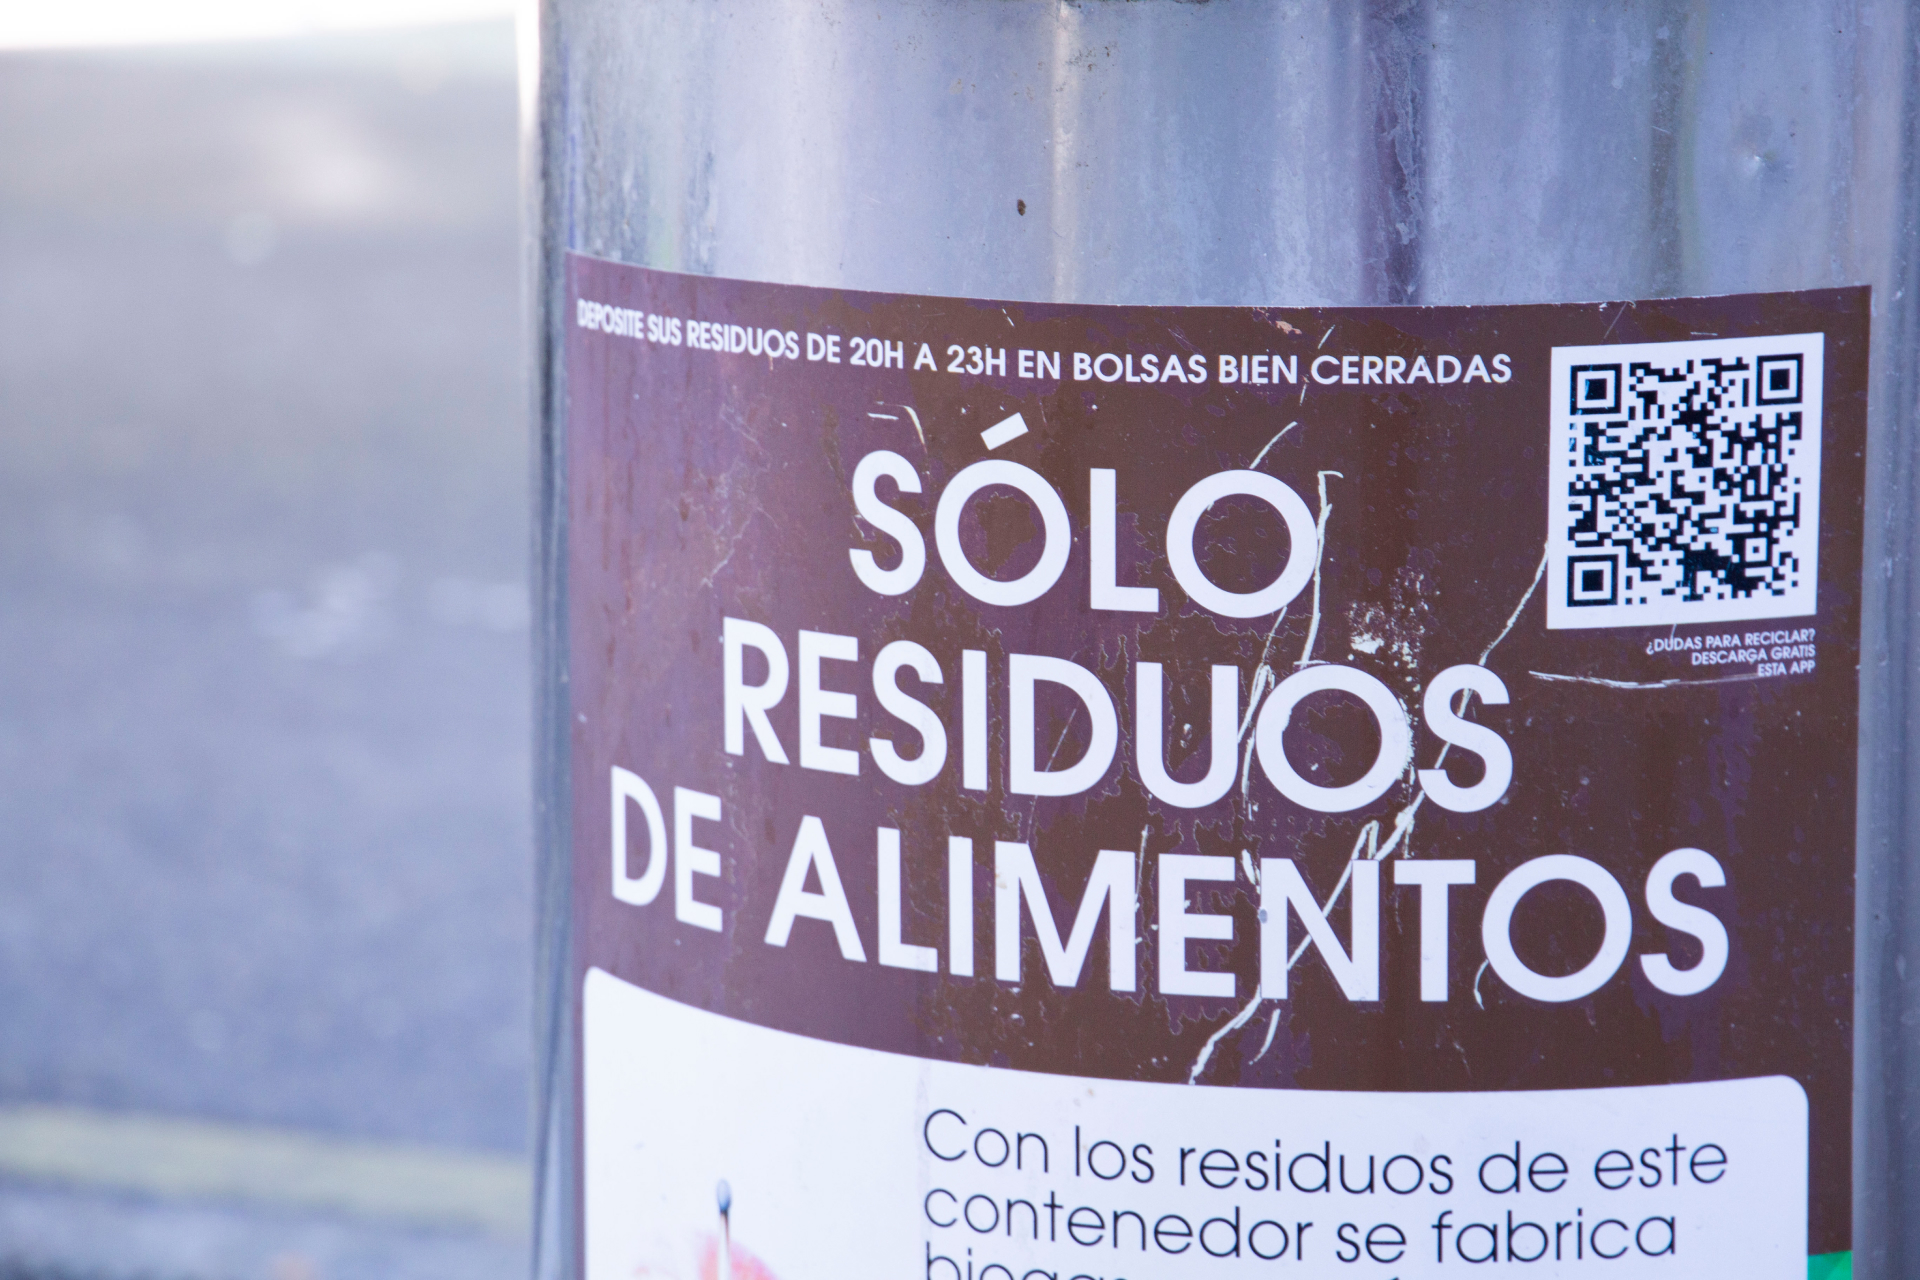 DEPOSITE SUS RESIDUOS DE 20H A 23H EN BOLSAS BIEN CERRADAS
SÓLO
RESIDUOS
DE ALIMENTOS
¿DUDAS PARA RECICLAR?
DESCARGA GRATIS
ESTA APP
Con los residuos de este
contenedor se fabrica